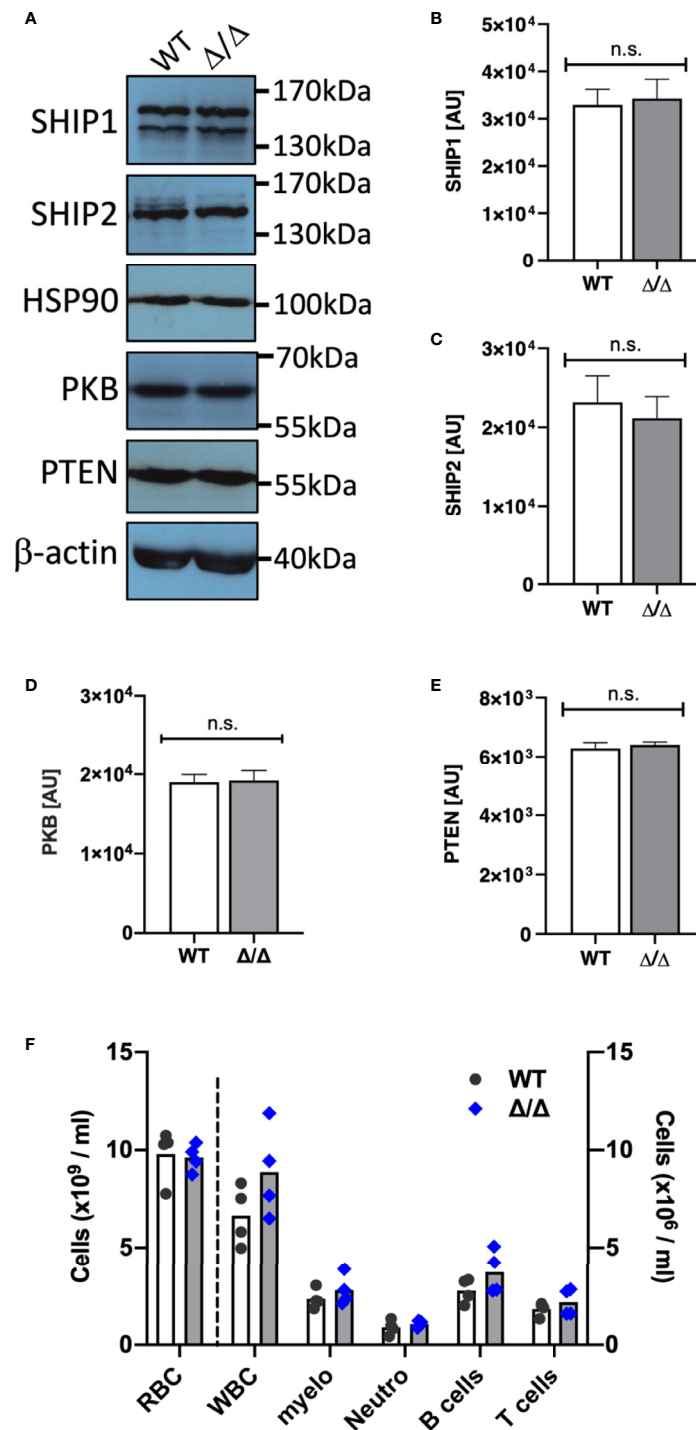 A
WT Δ/Δ
SHIP1
170kDa
130kDa
SHIP2
170kDa
130kDa
HSP90
100kDa
PKB
70kDa
55kDa
PTEN
55kDa
β-actin
40kDa
B
SHIP1 [AU]
5×10⁴
4×10⁴
3×10⁴
2×10⁴
1×10⁴
0
n.s.
WT Δ/Δ
C
SHIP2 [AU]
3×10⁴
2×10⁴
1×10⁴
0
n.s.
WT Δ/Δ
D
PKB [AU]
3×10⁴
2×10⁴
1×10⁴
0
n.s.
WT Δ/Δ
E
PTEN [AU]
8×10³
6×10³
4×10³
2×10³
0
n.s.
WT Δ/Δ
F
Cells (x10⁹ / ml)
15
10
5
0
WT
Δ/Δ
15
10
5
0
Cells (x10⁶ / ml)
RBC
WBC
myelo
Neutro
B cells
T cells